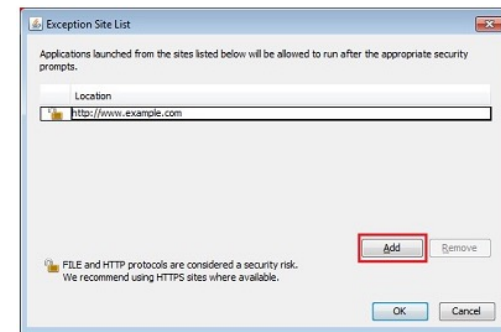 Exception Site List
Applications launched from the sites listed below will be allowed to run after the appropriate security
prompts.
Location
http://www.example.com
Add
Remove
FILE and HTTP protocols are considered a security risk.
We recommend using HTTPS sites where available.
OK
Cancel